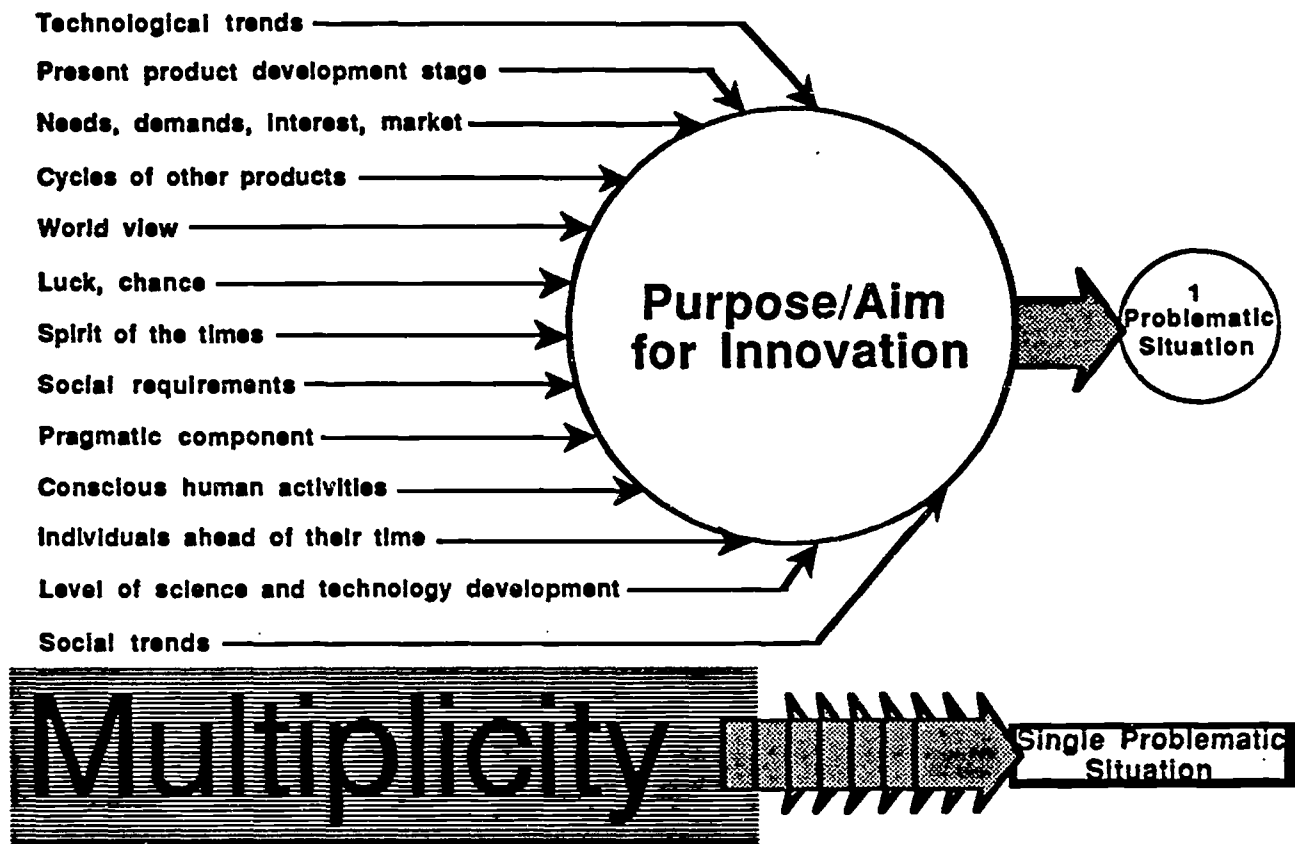 Technological trends
Present product development stage
Needs, demands, interest, market
Cycles of other products
World view
Luck, chance
Spirit of the times
Social requirements
Pragmatic component
Conscious human activities
Individuals ahead of their time
Level of science and technology development
Social trends
Purpose/Aim
for Innovation
1
Problematic
Situation
Multiplicity
Single Problematic
Situation